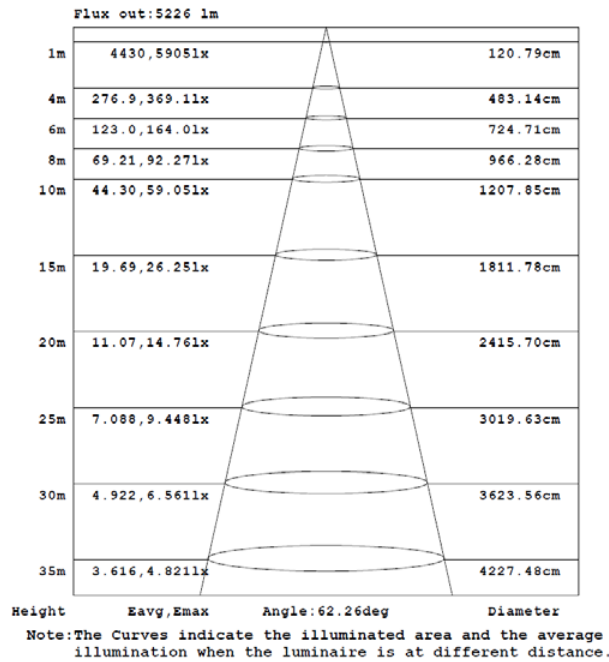 Flux out:5226 lm
1m 4430,5905lx 120.79cm
4m 276.9,369.1lx 483.14cm
6m 123.0,164.0lx 724.71cm
8m 69.21,92.27lx 966.28cm
10m 44.30,59.05lx 1207.85cm
15m 19.69,26.25lx 1811.78cm
20m 11.07,14.76lx 2415.70cm
25m 7.088,9.448lx 3019.63cm
30m 4.922,6.561lx 3623.56cm
35m 3.616,4.821lx 4227.48cm
Height Eavg,Emax Angle:62.26deg Diameter
Note:The Curves indicate the illuminated area and the average
illumination when the luminaire is at different distance.